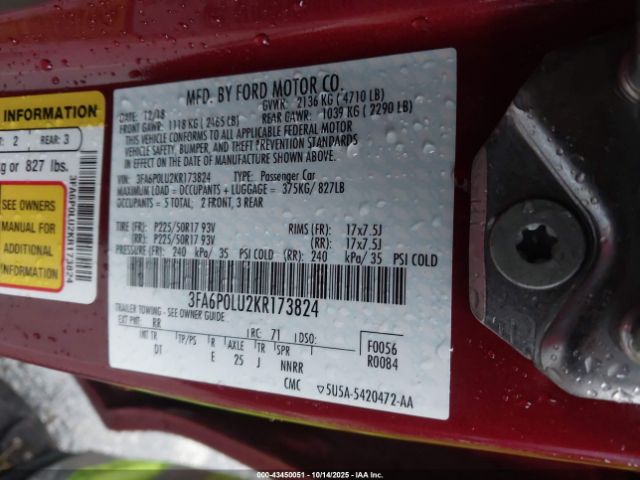 INFORMATION
2 REAR: 3
kg or 827 lbs.
SEE OWNERS
MANUAL FOR
ADDITIONAL
INFORMATION
3FA6P0LU2KR173824
MFD. BY FORD MOTOR CO.
DATE: 12/18 GVWR: 2136 KG ( 4710 LB)
FRONT GAWR: 1118 KG ( 2465 LB) REAR GAWR: 1039 KG ( 2290 LB)
THIS VEHICLE CONFORMS TO ALL APPLICABLE FEDERAL MOTOR
VEHICLE SAFETY, BUMPER, AND THEFT PREVENTION STANDARDS
IN EFFECT ON THE DATE OF MANUFACTURE SHOWN ABOVE.
VIN: 3FA6P0LU2KR173824 TYPE: Passenger Car
MAXIMUM LOAD = OCCUPANTS + LUGGAGE = 375KG/ 827LB
OCCUPANTS = 5 TOTAL, 2 FRONT, 3 REAR
TIRE (FR): P225/50R17 93V RIMS (FR): 17x7.5J
(RR): P225/50R17 93V (RR): 17x7.5J
PRESSURE (FR): 240 kPa/ 35 PSI COLD (RR): 240 kPa/ 35 PSI COLD
3FA6P0LU2KR173824
TRAILER TOWING - SEE OWNER GUIDE
EXT PNT: RR RC: 71 DSO: F0056
R0084
INT TR TP/PS R AXLE TR SPR
DT E 25 J NNRR
CMC 5U5A-5420472-AA
000-43450051 - 10/14/2025 - IAAI.COM